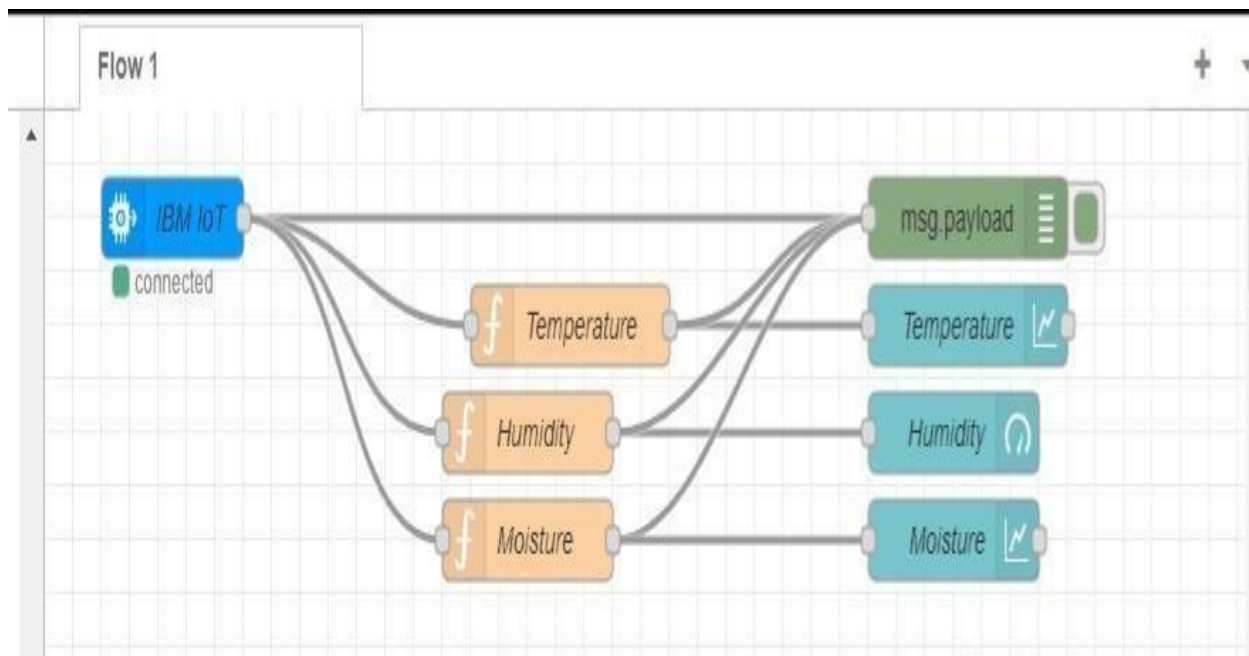 Flow 1
IBM IoT
msg.payload
connected
Temperature
Temperature
Humidity
Humidity
Moisture
Moisture